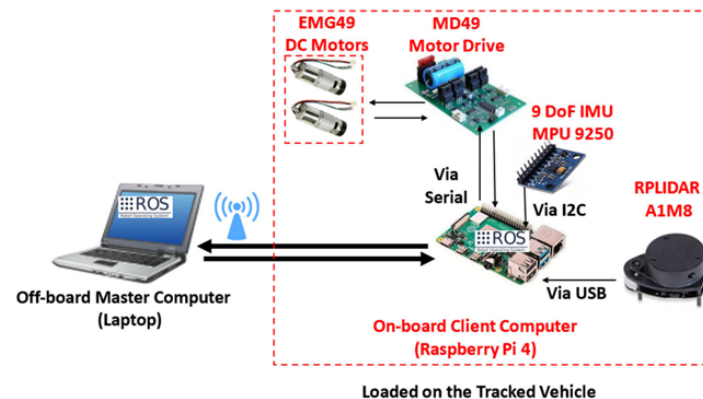 EMG49
DC Motors
MD49
Motor Drive
9 DoF IMU
MPU 9250
RPLIDAR
A1M8
Via
Serial
Via I2C
Via USB
ROS
ROS
Off-board Master Computer
(Laptop)
On-board Client Computer
(Raspberry Pi 4)
Loaded on the Tracked Vehicle